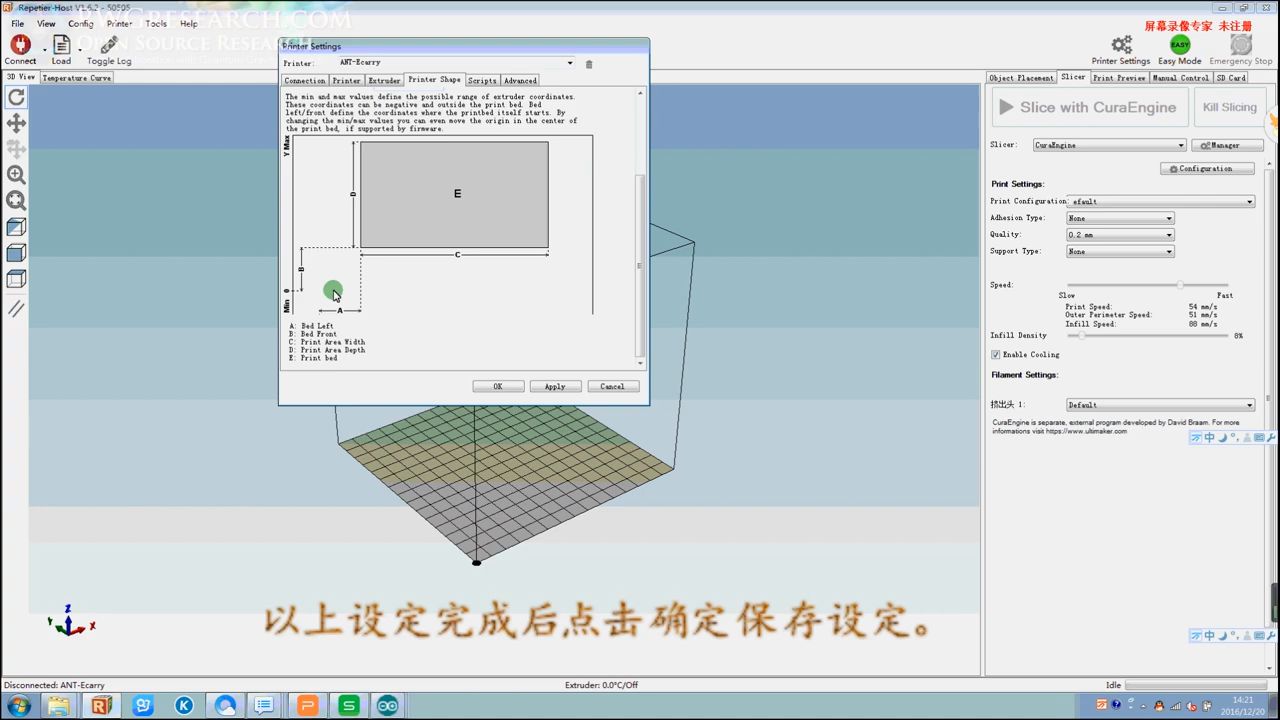 Repetier-Host V1.6.2 - 50505
RWGresearch.COM
Open Source Research
File View Config Printer Tools Help
屏幕录像专家 未注册
Connect Load Toggle Log
Printer Settings Easy Mode Emergency Stop
EASY
3D View Temperature Curve
Object Placement Slicer Print Preview Manual Control SD Card
Printer Settings
Printer: ANT-Ecarry
Connection Printer Extruder Printer Shape Scripts Advanced
The min and max values define the possible range of extruder coordinates.
These coordinates can be negative and outside the print bed. Bed
left/front define the coordinates where the printbed itself starts. By
changing the min/max values you can even move the origin in the center of
the print bed, if supported by firmware.
Y Max
D
E
C
B
0
Min
A
A: Bed Left
B: Bed Front
C: Print Area Width
D: Print Area Depth
E: Print bed
OK Apply Cancel
Slice with CuraEngine
Kill Slicing
Slicer: CuraEngine Manager
Configuration
Print Settings:
Print Configuration: efault
Adhesion Type: None
Quality: 0.2 mm
Support Type: None
Speed:
Slow Fast
Print Speed: 54 mm/s
Outer Perimeter Speed: 51 mm/s
Infill Speed: 88 mm/s
Infill Density 8%
Enable Cooling
Filament Settings:
挤出头 1: Default
CuraEngine is separate, external program developed by David Braam. For more
informations visit https://www.ultimaker.com
中
Z
Y X
以上设定完成后,点击确定保存设定。
中
Disconnected: ANT-Ecarry Extruder: 0.0°C/Off Idle
14:21
2016/12/20